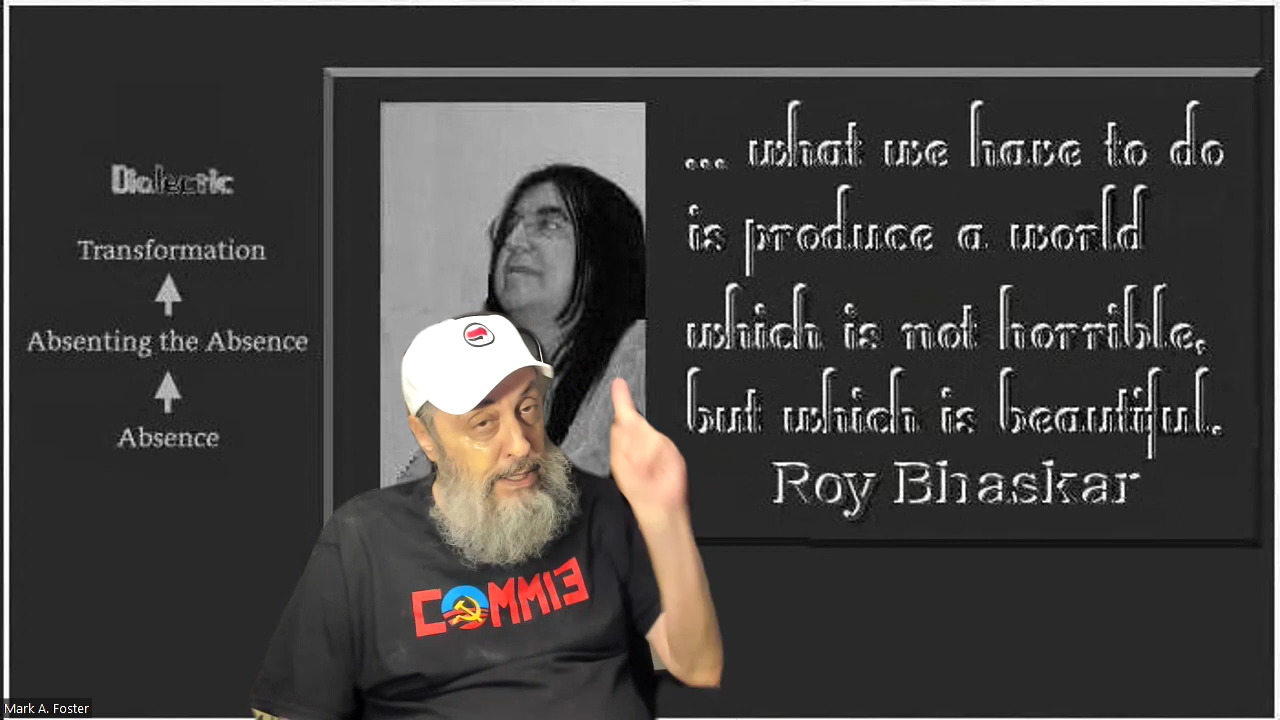 Dialectic
Transformation
Absenting the Absence
Absence
... what we have to do
is produce a world
which is not horrible,
but which is beautiful.
Roy Bhaskar
COMMIE
Mark A. Foster